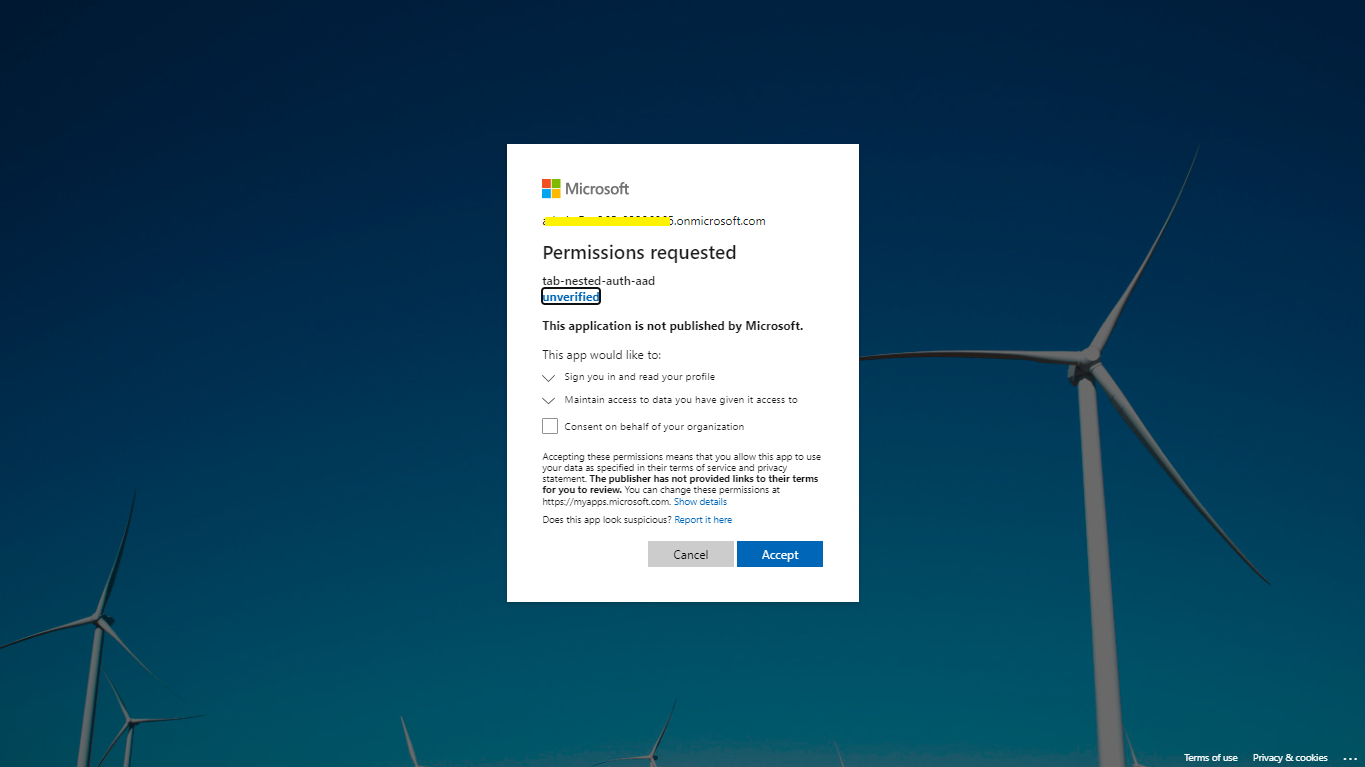 Microsoft
.onmicrosoft.com
Permissions requested
tab-nested-auth-aad
unverified
This application is not published by Microsoft.
This app would like to:
Sign you in and read your profile
Maintain access to data you have given it access to
Consent on behalf of your organization
Accepting these permissions means that you allow this app to use
your data as specified in their terms of service and privacy
statement. The publisher has not provided links to their terms
for you to review. You can change these permissions at
https://myapps.microsoft.com. Show details
Does this app look suspicious? Report it here
Cancel
Accept
Terms of use
Privacy & cookies
...